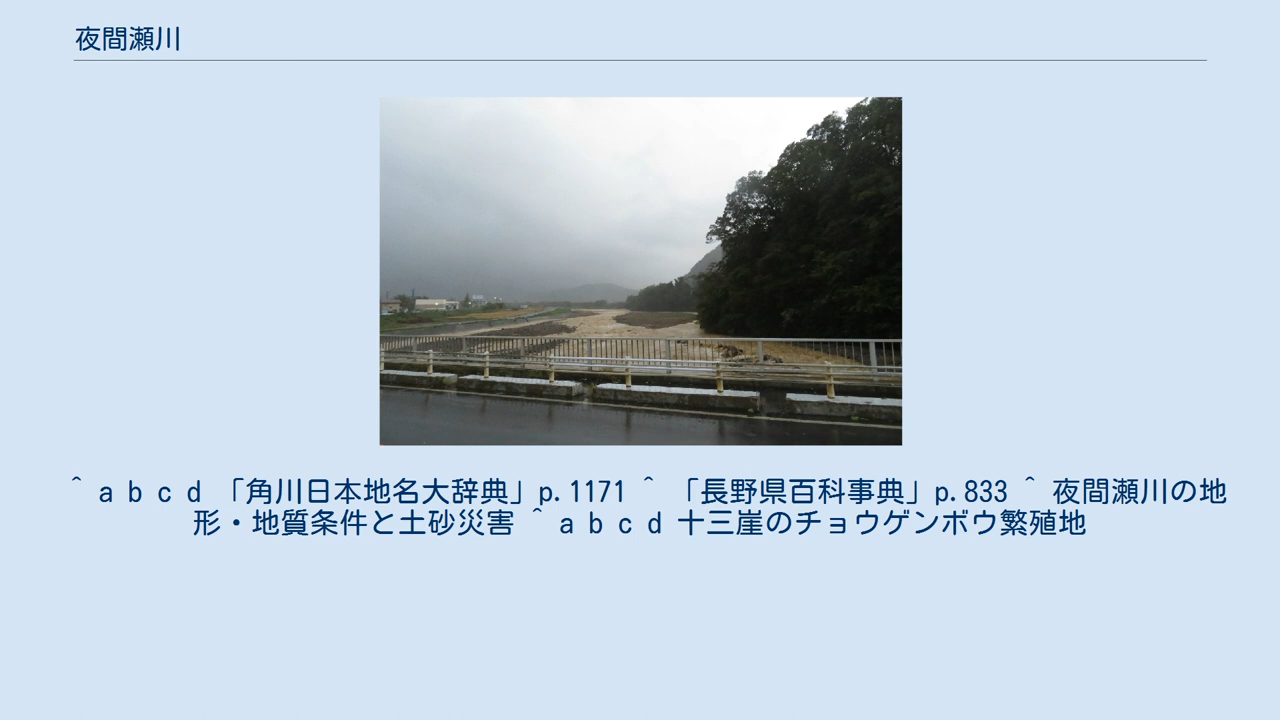 夜間瀬川
^ a b c d 「角川日本地名大辞典」p.1171 ^ 「長野県百科事典」p.833 ^ 夜間瀬川の地
形・地質条件と土砂災害 ^ a b c d 十三崖のチョウゲンボウ繁殖地